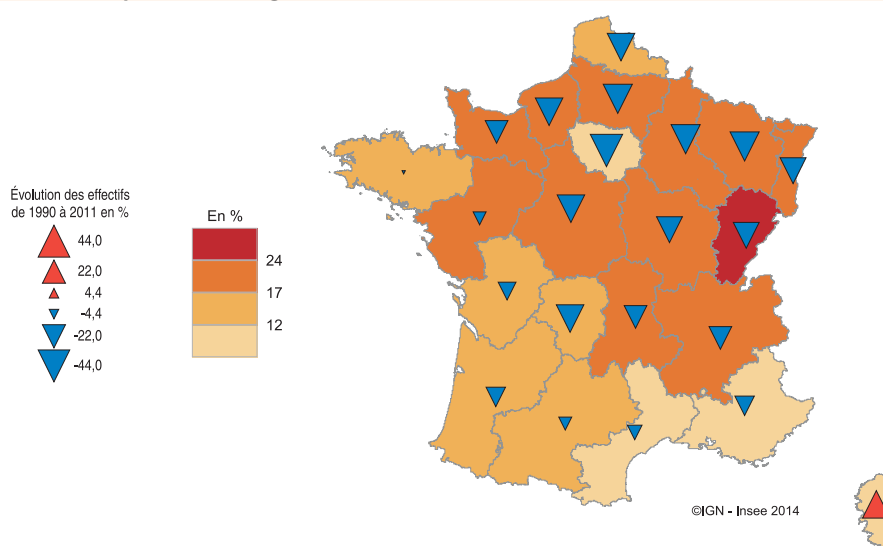 Évolution des effectifs
de 1990 à 2011 en %
44,0
22,0
4,4
-4,4
-22,0
-44,0
En %
24
17
12
©IGN - Insee 2014